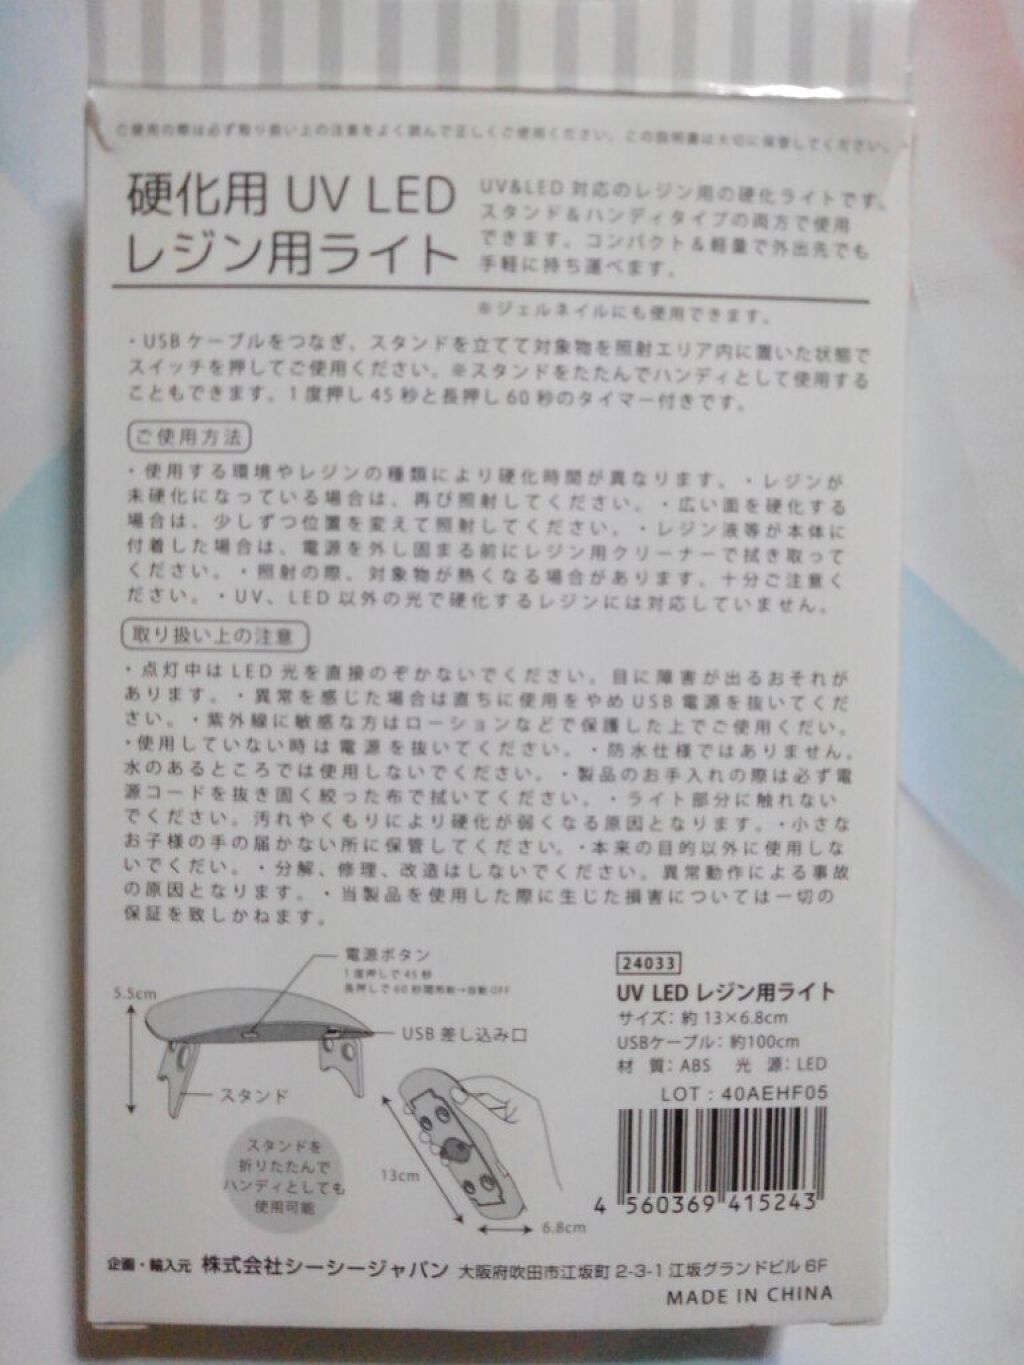 ご使用の際は必ず取り扱い上の注意をよく読んで正しくご使用ください。この説明書は大切に保管してください。
硬化用 UV LED
レジン用ライト
UV&LED 対応のレジン用の硬化ライトです。
スタンド＆ハンディタイプの両方で使用
できます。コンパクト＆軽量で外出先でも
手軽に持ち運べます。
※ジェルネイルにも使用できます。
・USB ケーブルをつなぎ、スタンドを立てて対象物を照射エリア内に置いた状態で
スイッチを押してご使用ください。※スタンドをたたんでハンディとして使用する
こともできます。1 度押し 45 秒と長押し 60 秒のタイマー付きです。
ご使用方法
・使用する環境やレジンの種類により硬化時間が異なります。・レジンが
未硬化になっている場合は、再び照射してください。・広い面を硬化する
場合は、少しずつ位置を変えて照射してください。・レジン液等が本体に
付着した場合は、電源を外し固まる前にレジン用クリーナーで拭き取って
ください。・照射の際、対象物が熱くなる場合があります。十分ご注意く
ださい。・UV、LED 以外の光で硬化するレジンには対応していません。
取り扱い上の注意
・点灯中は LED 光を直接のぞかないでください。目に障害が出るおそれが
あります。・異常を感じた場合は直ちに使用をやめ USB 電源を抜いてくだ
さい。・紫外線に敏感な方はローションなどで保護した上でご使用くだい。
・使用していない時は電源を抜いてください。・防水仕様ではありません。
水のあるところでは使用しないでください。・製品のお手入れの際は必ず電
源コードを抜き固く絞った布で拭いてください。・ライト部分に触れない
でください。汚れやくもりにより硬化が弱くなる原因となります。・小さな
お子様の手の届かない所に保管してください。・本来の目的以外に使用しな
いでくだい。・分解、修理、改造はしないでください。異常動作による事故
の原因となります。・当製品を使用した際に生じた損害については一切の
保証を致しかねます。
電源ボタン
1 度押しで 45 秒
長押しで 60 秒間照射→自動 OFF
5.5cm
USB 差し込み口
スタンド
スタンドを
折りたたんで
ハンディとしても
使用可能
13cm
6.8cm
24033
UV LED レジン用ライト
サイズ：約 13×6.8cm
USBケーブル：約100cm
材 質：ABS 光 源：LED
LOT：40AEHF05
4 560369 415243
企画・輸入元 株式会社シーシージャパン 大阪府吹田市江坂町 2-3-1 江坂グランドビル 6F
MADE IN CHINA